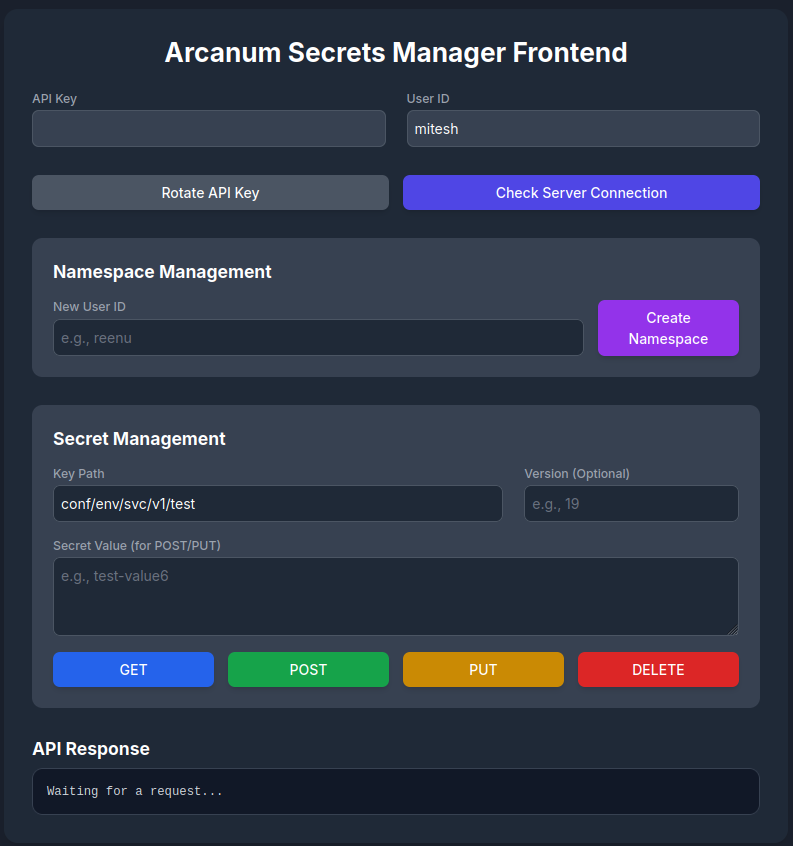 Arcanum Secrets Manager Frontend
API Key
User ID
mitesh
Rotate API Key
Check Server Connection
Namespace Management
New User ID
e.g., reenu
Create
Namespace
Secret Management
Key Path
Version (Optional)
conf/env/svc/v1/test
e.g., 19
Secret Value (for POST/PUT)
e.g., test-value6
GET
POST
PUT
DELETE
API Response
Waiting for a request...